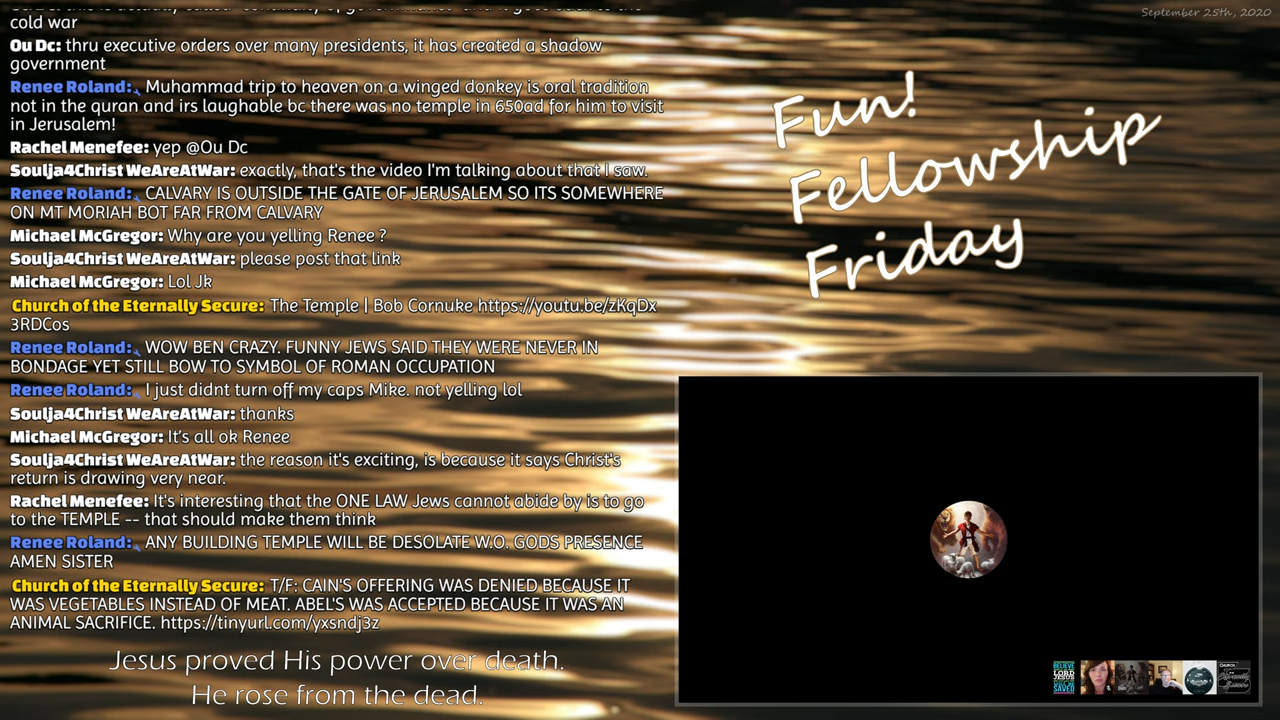 cold war
Ou Dc: thru executive orders over many presidents, it has created a shadow
government
Renee Roland: Muhammad trip to heaven on a winged donkey is oral tradition
not in the quran and irs laughable bc there was no temple in 650ad for him to visit
in Jerusalem!
Rachel Menefee: yep @Ou Dc
Soulja4Christ WeAreAtWar: exactly, that's the video I'm talking about that I saw.
Renee Roland: CALVARY IS OUTSIDE THE GATE OF JERUSALEM SO ITS SOMEWHERE
ON MT MORIAH BOT FAR FROM CALVARY
Michael McGregor: Why are you yelling Renee ?
Soulja4Christ WeAreAtWar: please post that link
Michael McGregor: Lol Jk
Church of the Eternally Secure: The Temple | Bob Cornuke https://youtu.be/zKqDx
3RDCos
Renee Roland: WOW BEN CRAZY. FUNNY JEWS SAID THEY WERE NEVER IN
BONDAGE YET STILL BOW TO SYMBOL OF ROMAN OCCUPATION
Renee Roland: I just didnt turn off my caps Mike. not yelling lol
Soulja4Christ WeAreAtWar: thanks
Michael McGregor: It's all ok Renee
Soulja4Christ WeAreAtWar: the reason it's exciting, is because it says Christ's
return is drawing very near.
Rachel Menefee: It's interesting that the ONE LAW Jews cannot abide by is to go
to the TEMPLE -- that should make them think
Renee Roland: ANY BUILDING TEMPLE WILL BE DESOLATE W.O. GODS PRESENCE
AMEN SISTER
Church of the Eternally Secure: T/F: CAIN'S OFFERING WAS DENIED BECAUSE IT
WAS VEGETABLES INSTEAD OF MEAT. ABEL'S WAS ACCEPTED BECAUSE IT WAS AN
ANIMAL SACRIFICE. https://tinyurl.com/yxsndj3z
Jesus proved His power over death.
He rose from the dead.
September 25th, 2020
Fun!
Fellowship
Friday
BELIEVE
LORD
JESUS
SAVED
CHURCH
Eternally